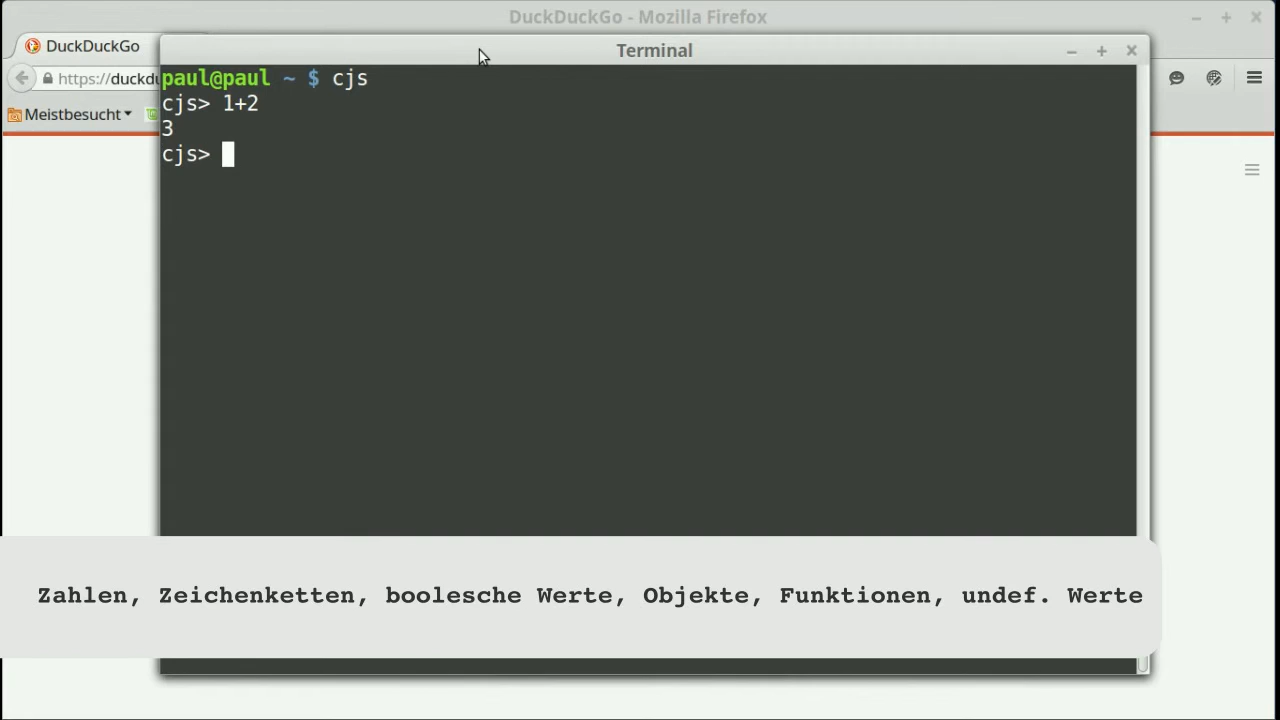 DuckDuckGo - Mozilla Firefox
DuckDuckGo
Terminal
https://duckdu
Meistbesucht
paul@paul ~ $ cjs
cjs> 1+2
3
cjs>
Zahlen, Zeichenketten, boolesche Werte, Objekte, Funktionen, undef. Werte